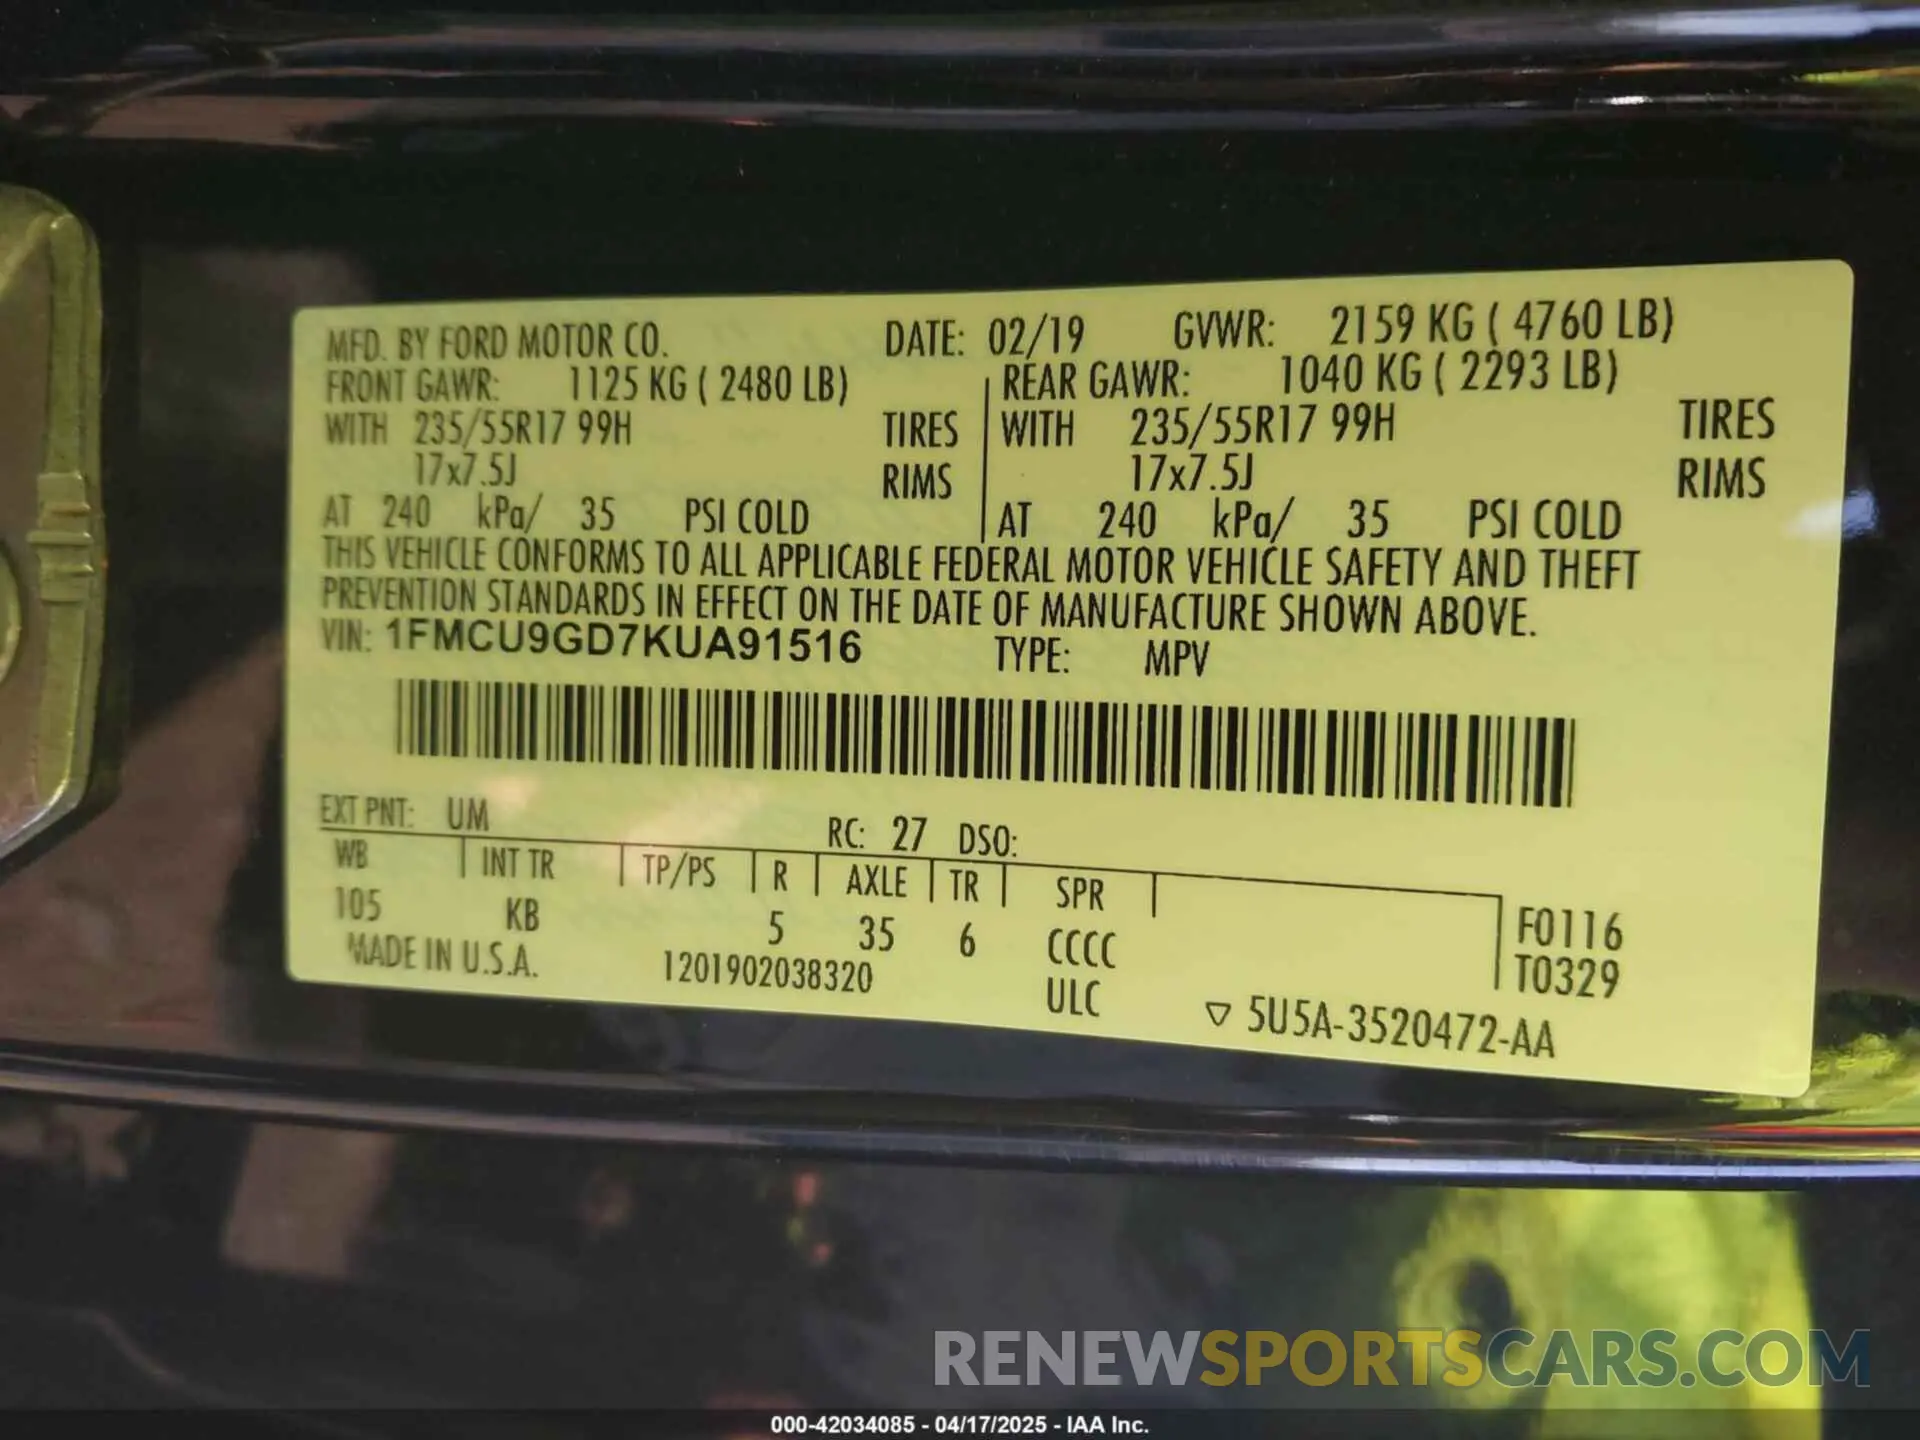 MFD. BY FORD MOTOR CO. DATE: 02/19 GVWR: 2159 KG ( 4760 LB)
FRONT GAWR: 1125 KG ( 2480 LB) REAR GAWR: 1040 KG ( 2293 LB)
WITH 235/55R17 99H TIRES WITH 235/55R17 99H TIRES
17x7.5J RIMS 17x7.5J RIMS
AT 240 kPa/ 35 PSI COLD AT 240 kPa/ 35 PSI COLD
THIS VEHICLE CONFORMS TO ALL APPLICABLE FEDERAL MOTOR VEHICLE SAFETY AND THEFT
PREVENTION STANDARDS IN EFFECT ON THE DATE OF MANUFACTURE SHOWN ABOVE.
VIN: 1FMCU9GD7KUA91516 TYPE: MPV
EXT PNT: UM RC: 27 DSO:
WB INT TR TP/PS R AXLE TR SPR
105 KB 5 35 6 CCCC F0116
MADE IN U.S.A. 1201902038320 ULC T0329
▽ 5U5A-3520472-AA
RENEWSPORTSCARS.COM
000-42034085 - 04/17/2025 - IAA Inc.